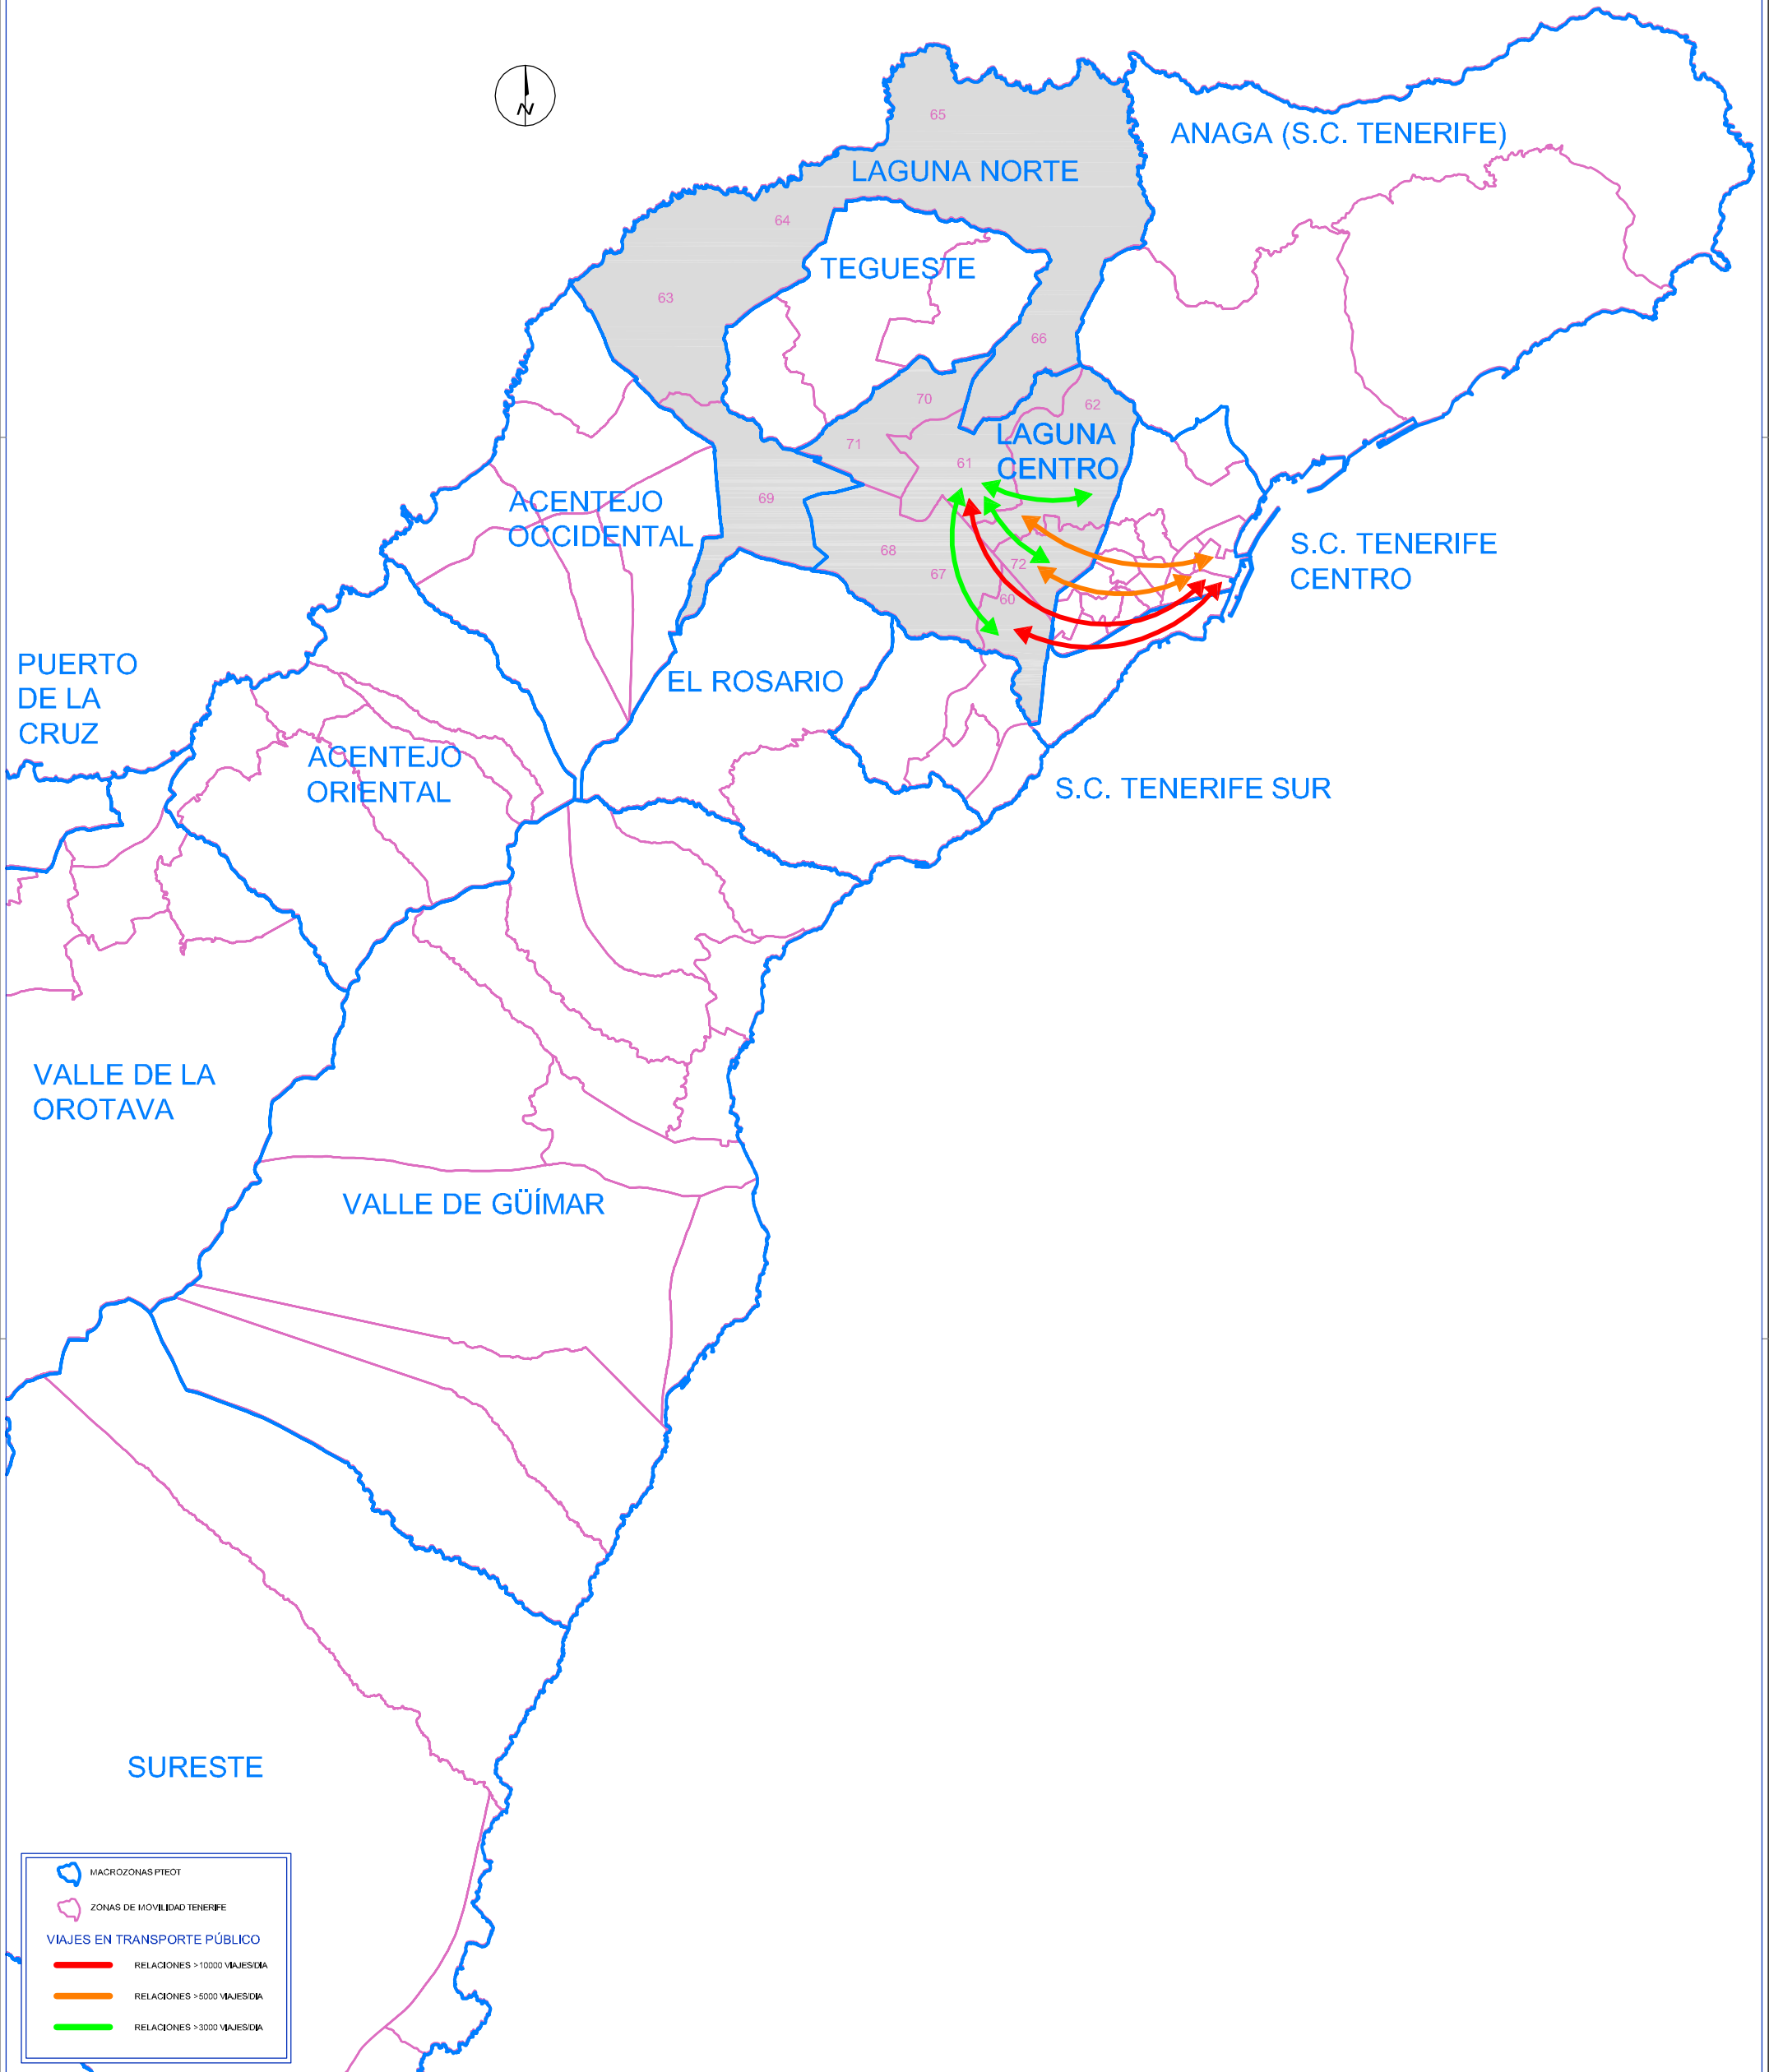 N
65
ANAGA (S.C. TENERIFE)
LAGUNA NORTE
64
TEGUESTE
63
66
70
62
71
LAGUNA
CENTRO
61
69
ACENTEJO
OCCIDENTAL
68
67
72
60
S.C. TENERIFE
CENTRO
PUERTO
DE LA
CRUZ
EL ROSARIO
ACENTEJO
ORIENTAL
S.C. TENERIFE SUR
VALLE DE LA
OROTAVA
VALLE DE GÜÍMAR
SURESTE
MACROZONAS PTEOT
ZONAS DE MOVILIDAD TENERIFE
VIAJES EN TRANSPORTE PÚBLICO
RELACIONES >10000 VIAJES/DIA
RELACIONES >5000 VIAJES/DIA
RELACIONES >3000 VIAJES/DIA